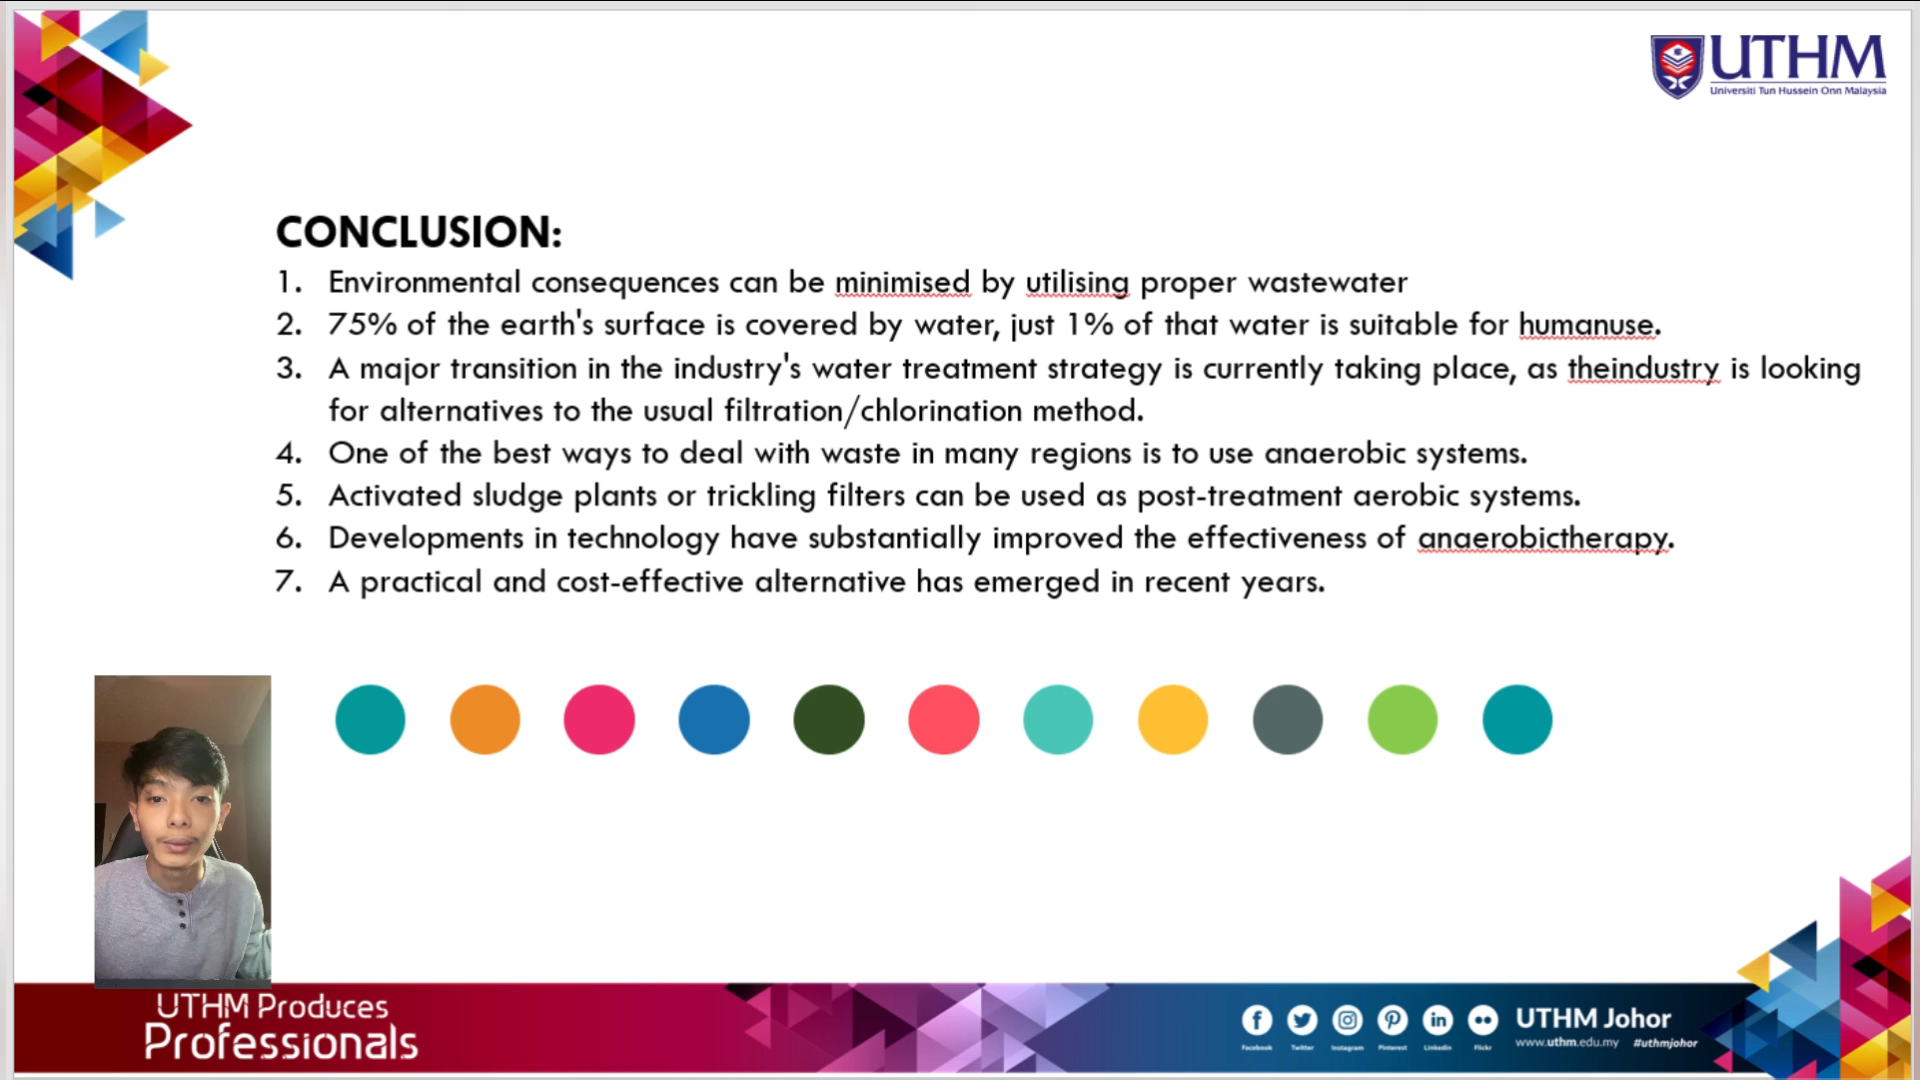 UTHM
Universiti Tun Hussein Onn Malaysia
CONCLUSION:
1. Environmental consequences can be minimised by utilising proper wastewater
2. 75% of the earth's surface is covered by water, just 1% of that water is suitable for humanuse.
3. A major transition in the industry's water treatment strategy is currently taking place, as theindustry is looking
for alternatives to the usual filtration/chlorination method.
4. One of the best ways to deal with waste in many regions is to use anaerobic systems.
5. Activated sludge plants or trickling filters can be used as post-treatment aerobic systems.
6. Developments in technology have substantially improved the effectiveness of anaerobictherapy.
7. A practical and cost-effective alternative has emerged in recent years.
UTHM Produces
Professionals
Facebook Twitter Instagram Pinterest Linkedin Flickr
UTHM Johor
www.uthm.edu.my #uthmjohor